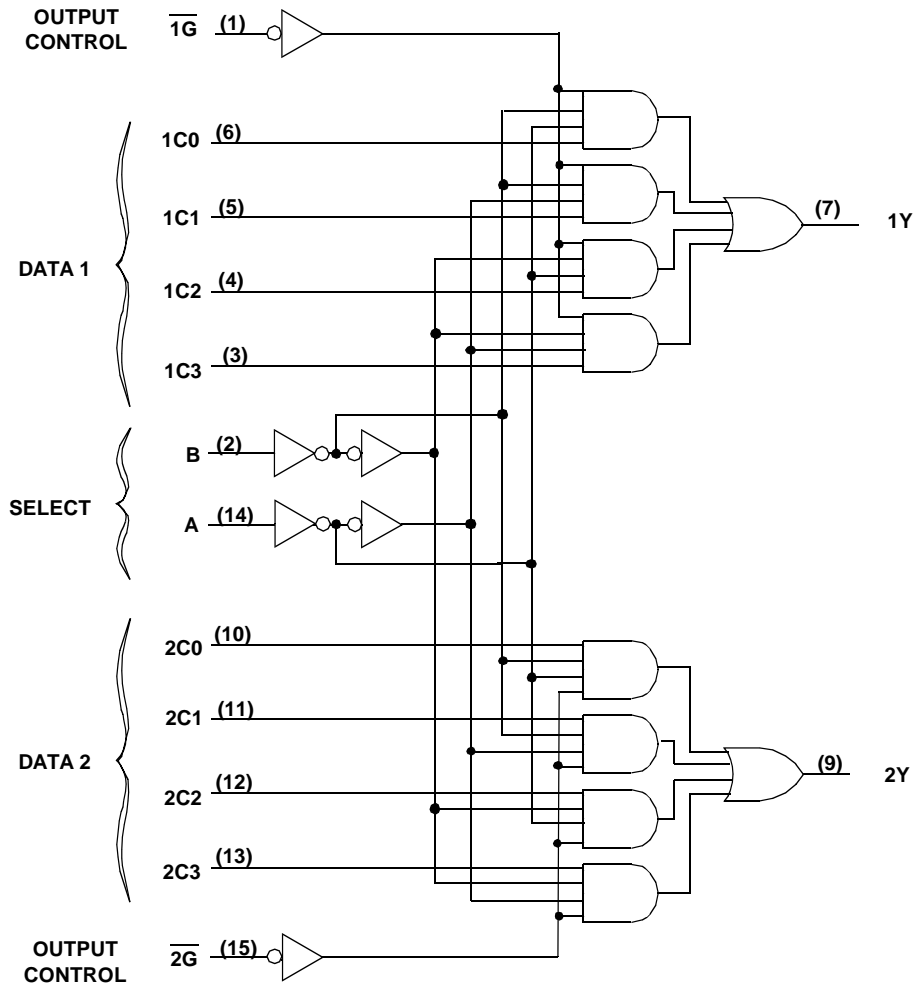 OUTPUT
CONTROL
1G (1)
1C0 (6)
1C1 (5)
DATA 1
1C2 (4)
1C3 (3)
(7) 1Y
B (2)
SELECT
A (14)
2C0 (10)
2C1 (11)
DATA 2
2C2 (12)
2C3 (13)
(9) 2Y
OUTPUT
CONTROL
2G (15)